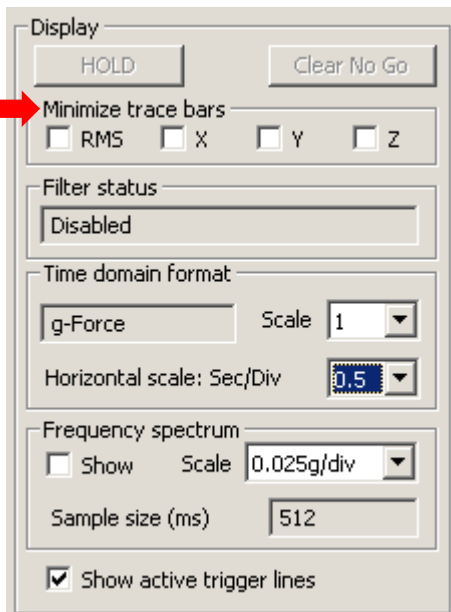 Display
HOLD Clear No Go
Minimize trace bars
RMS X Y Z
Filter status
Disabled
Time domain format
g-Force Scale 1
Horizontal scale: Sec/Div 0.5
Frequency spectrum
Show Scale 0.025g/div
Sample size (ms) 512
Show active trigger lines